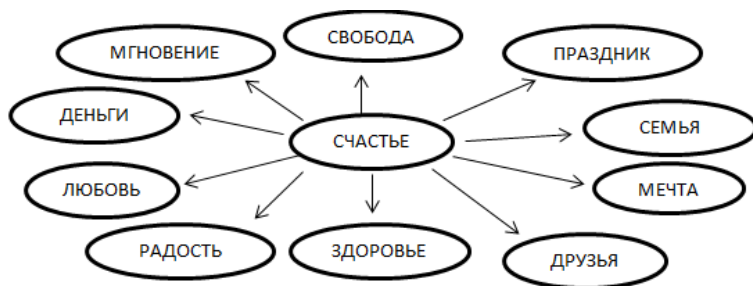 СВОБОДА
МГНОВЕНИЕ
ПРАЗДНИК
ДЕНЬГИ
СЧАСТЬЕ
СЕМЬЯ
ЛЮБОВЬ
МЕЧТА
РАДОСТЬ
ЗДОРОВЬЕ
ДРУЗЬЯ